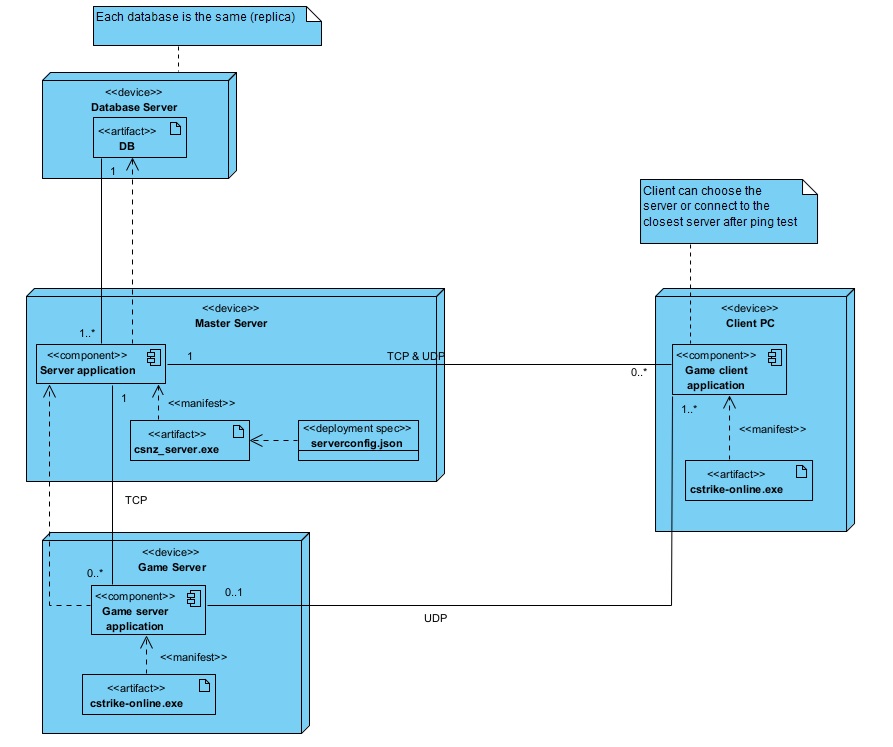 Each database is the same (replica)
<<device>>
Database Server
<<artifact>>
DB
1
Client can choose the
server or connect to the
closest server after ping test
<<device>>
Master Server
1..*
<<component>>
Server application
1
TCP & UDP
1
<<manifest>>
<<artifact>>
csnz_server.exe
<<deployment spec>>
serverconfig.json
<<device>>
Client PC
0..*
<<component>>
Game client
application
1..*
<<manifest>>
<<artifact>>
cstrike-online.exe
TCP
<<device>>
Game Server
0..*
<<component>>
Game server
application
0..1
UDP
<<manifest>>
<<artifact>>
cstrike-online.exe